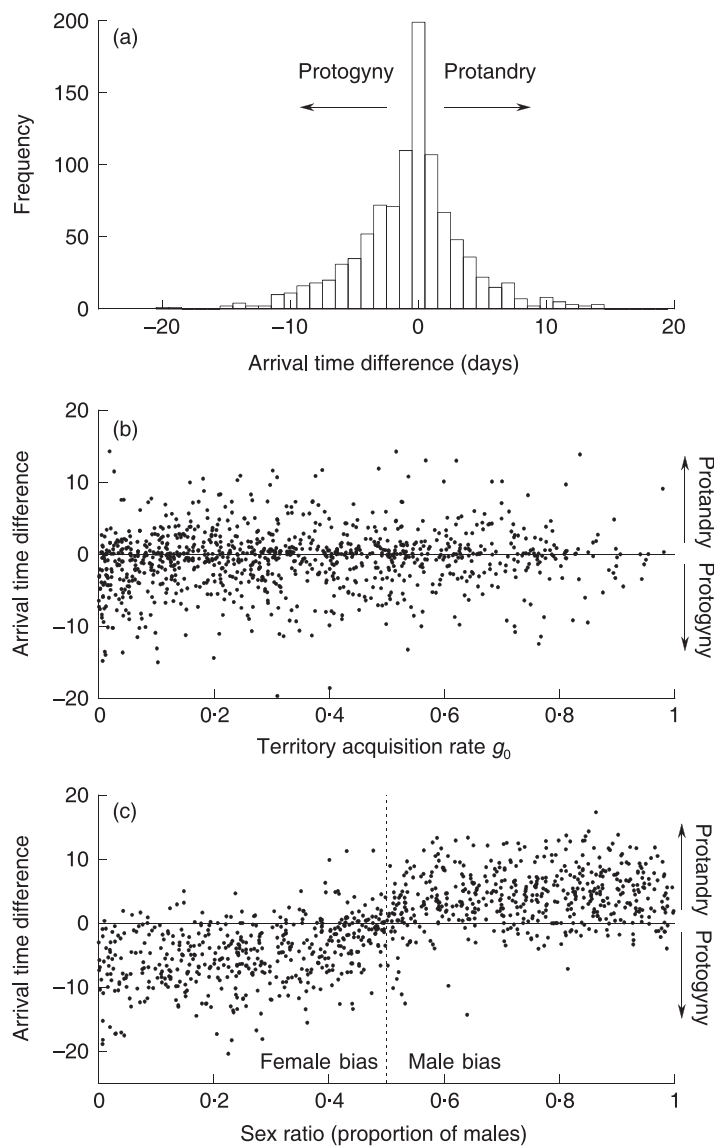 (a)
200
150
100
50
0
Frequency
Protogyny
Protandry
−20
−10
0
10
20
Arrival time difference (days)
(b)
20
10
0
−10
−20
Arrival time difference
Protandry
Protogyny
0
0·2
0·4
0·6
0·8
1
Territory acquisition rate g0
(c)
20
10
0
−10
−20
Arrival time difference
Protandry
Protogyny
Female bias
Male bias
0
0·2
0·4
0·6
0·8
1
Sex ratio (proportion of males)